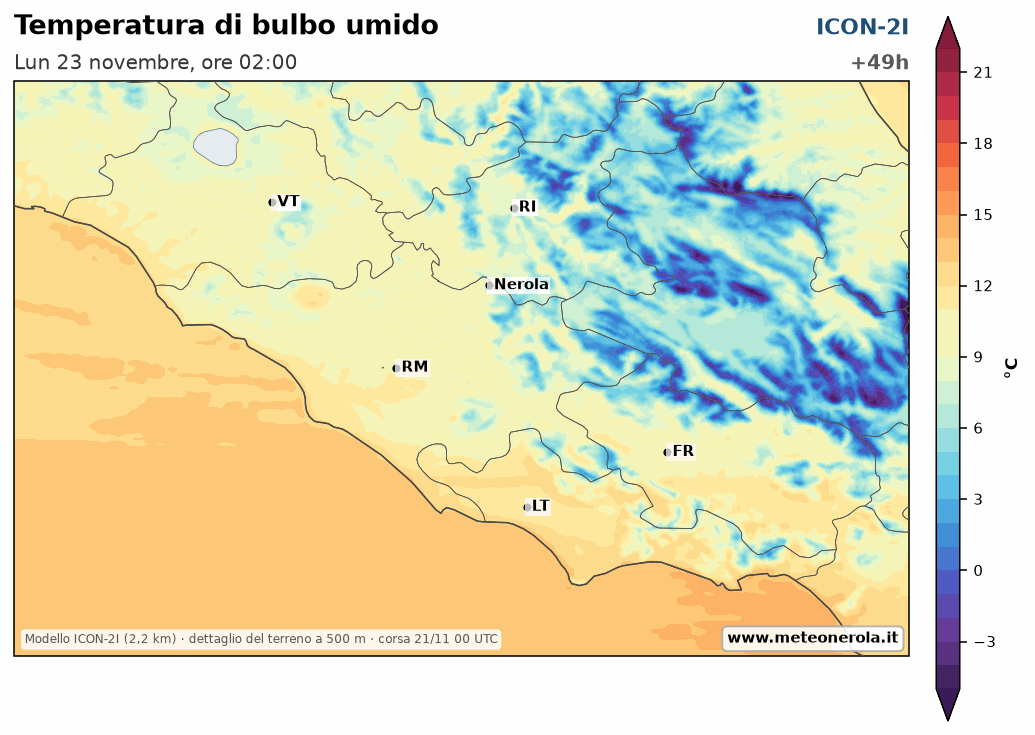 Temperatura di bulbo umido
ICON-2I
Lun 23 novembre, ore 02:00
+49h
VT
RI
Nerola
RM
FR
LT
21
18
15
12
9
6
3
0
−3
°C
Modello ICON-2I (2,2 km) · dettaglio del terreno a 500 m · corsa 21/11 00 UTC
www.meteonerola.it